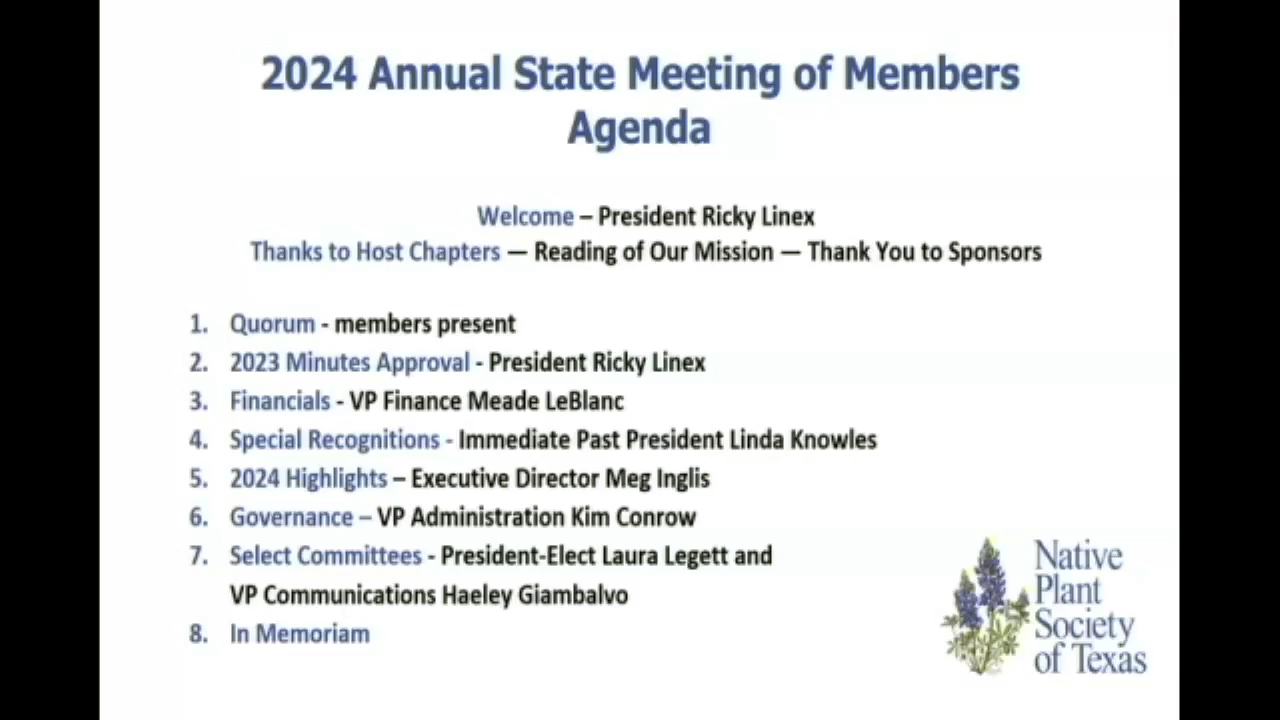 2024 Annual State Meeting of Members
Agenda
Welcome – President Ricky Linex
Thanks to Host Chapters — Reading of Our Mission — Thank You to Sponsors
1. Quorum - members present
2. 2023 Minutes Approval - President Ricky Linex
3. Financials - VP Finance Meade LeBlanc
4. Special Recognitions - Immediate Past President Linda Knowles
5. 2024 Highlights – Executive Director Meg Inglis
6. Governance – VP Administration Kim Conrow
7. Select Committees - President-Elect Laura Legett and
VP Communications Haeley Giambalvo
8. In Memoriam
Native
Plant
Society
of Texas